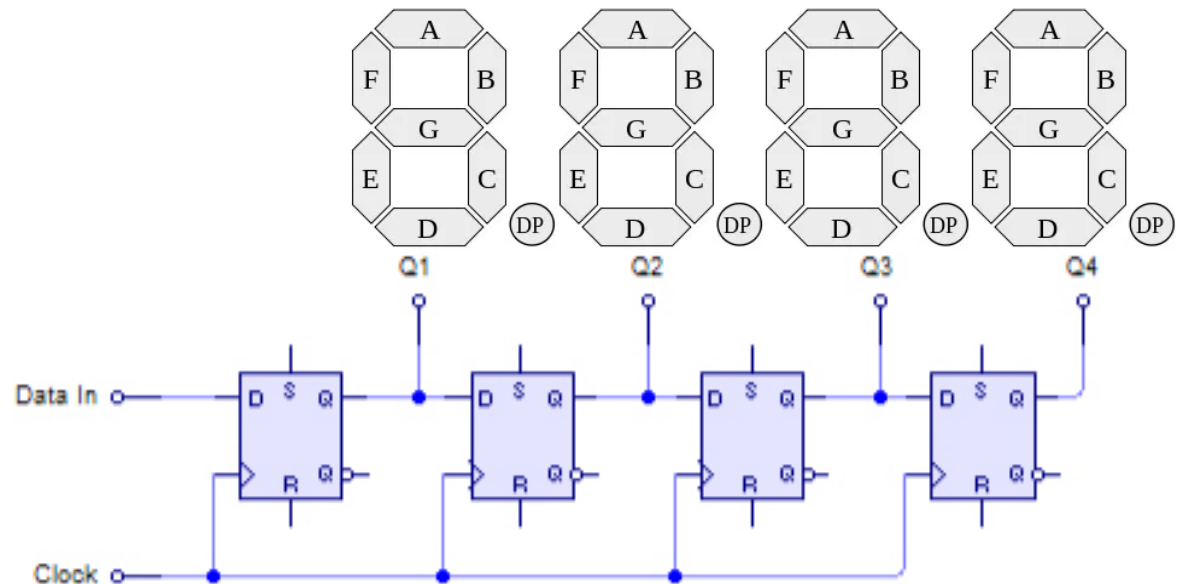 A A A A
F B F B F B F B
G G G G
E C E C E C E C
D DP D DP D DP D DP
Q1 Q2 Q3 Q4
Data In D S Q D S Q D S Q D S Q
R Q R Q R Q R Q
Clock